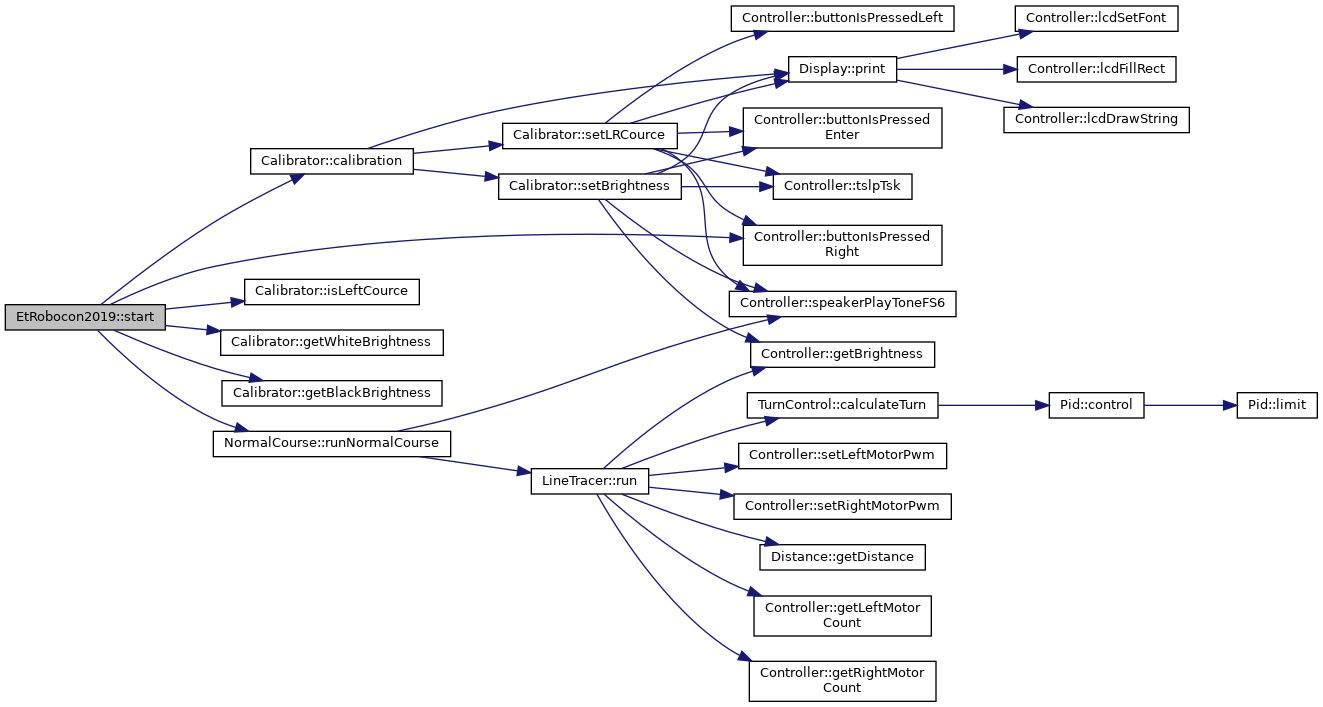 Controller::buttonIsPressedLeft
Controller::lcdSetFont
Display::print
Controller::lcdFillRect
Controller::lcdDrawString
Controller::buttonIsPressed
Enter
Calibrator::setLRCource
Calibrator::calibration
Calibrator::setBrightness
Controller::tslpTsk
Controller::buttonIsPressed
Right
Calibrator::isLeftCource
Controller::speakerPlayToneFS6
EtRobocon2019::start
Calibrator::getWhiteBrightness
Controller::getBrightness
Calibrator::getBlackBrightness
TurnControl::calculateTurn
Pid::control
Pid::limit
NormalCourse::runNormalCourse
Controller::setLeftMotorPwm
LineTracer::run
Controller::setRightMotorPwm
Distance::getDistance
Controller::getLeftMotor
Count
Controller::getRightMotor
Count